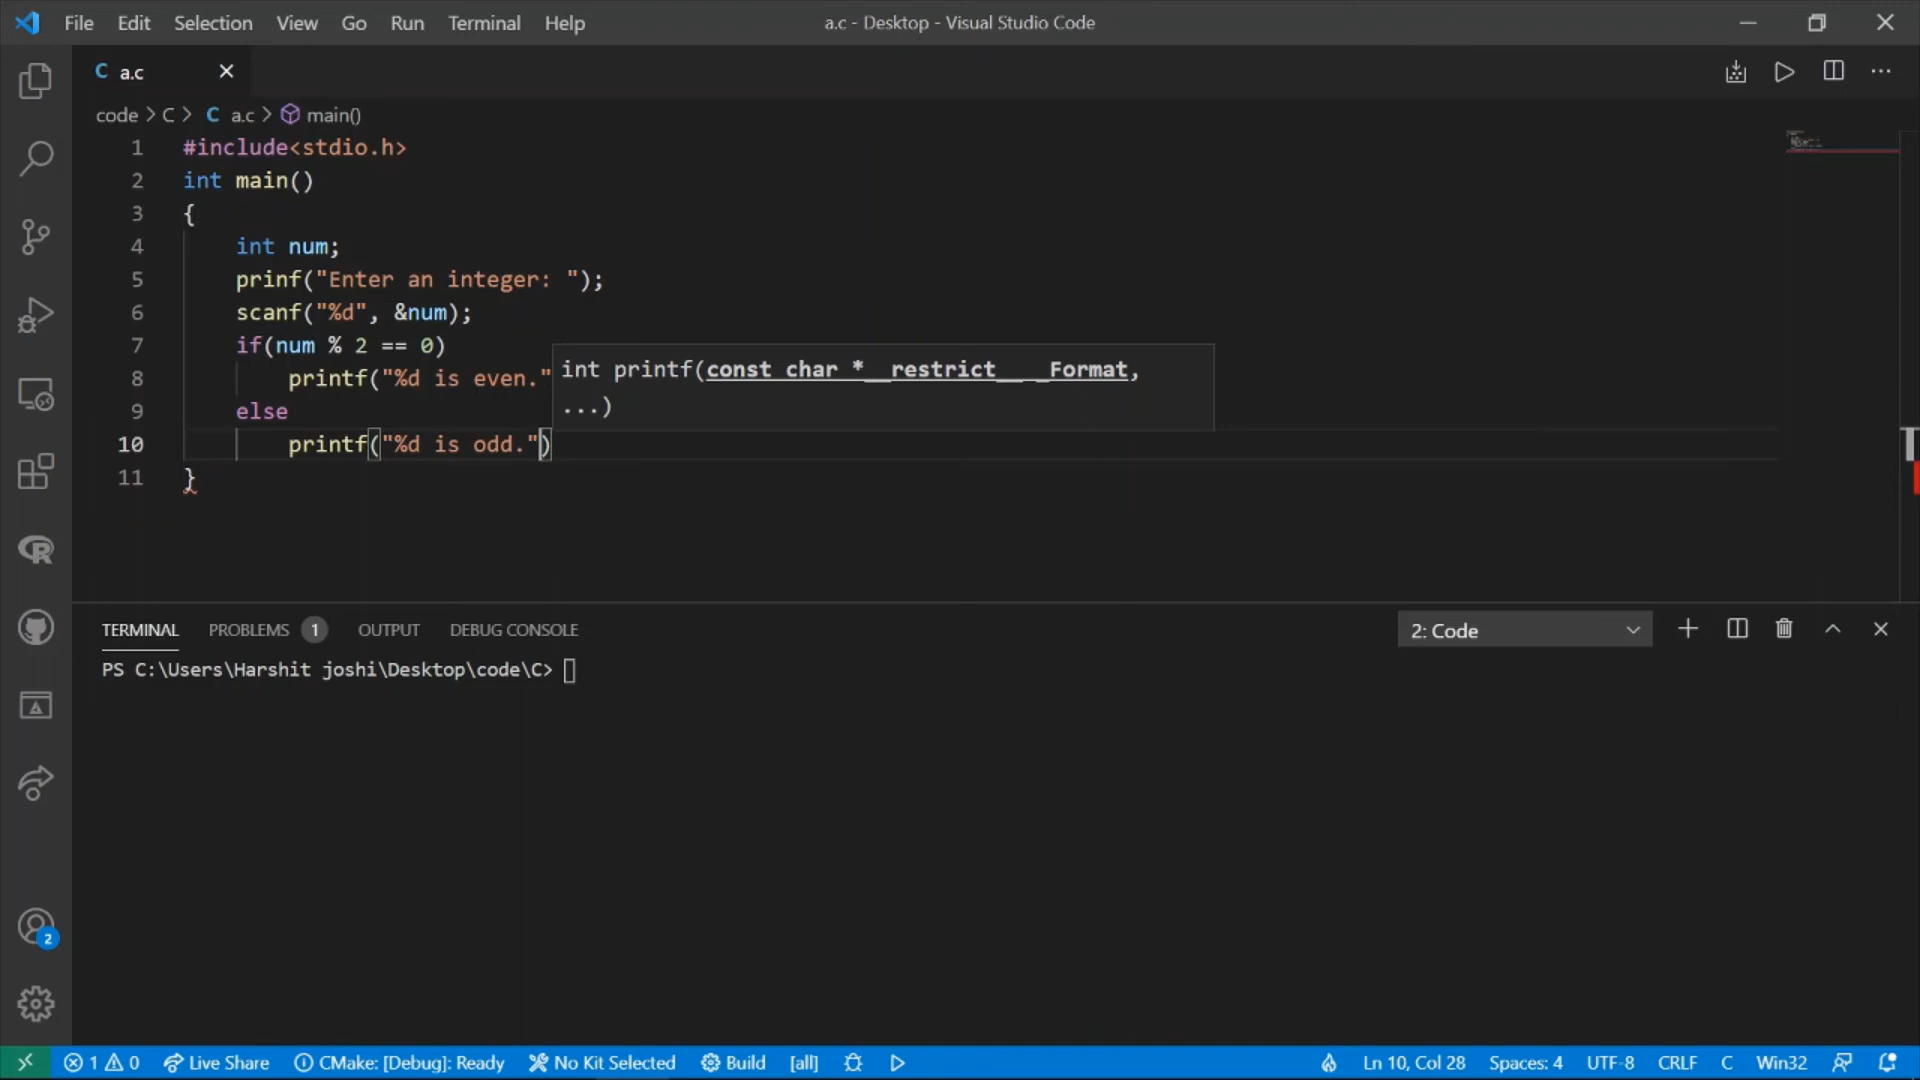 File Edit Selection View Go Run Terminal Help a.c - Desktop - Visual Studio Code
C a.c
code > C > C a.c > main()
1 #include<stdio.h>
2 int main()
3 {
4 int num;
5 prinf("Enter an integer: ");
6 scanf("%d", &num);
7 if(num % 2 == 0)
8 printf("%d is even."
int printf(const char *__restrict__ _Format,
...)
9 else
10 printf("%d is odd.")
11 }
TERMINAL PROBLEMS 1 OUTPUT DEBUG CONSOLE 2: Code
PS C:\Users\Harshit joshi\Desktop\code\C>
R
2
1 0 Live Share CMake: [Debug]: Ready No Kit Selected Build [all] Ln 10, Col 28 Spaces: 4 UTF-8 CRLF C Win32